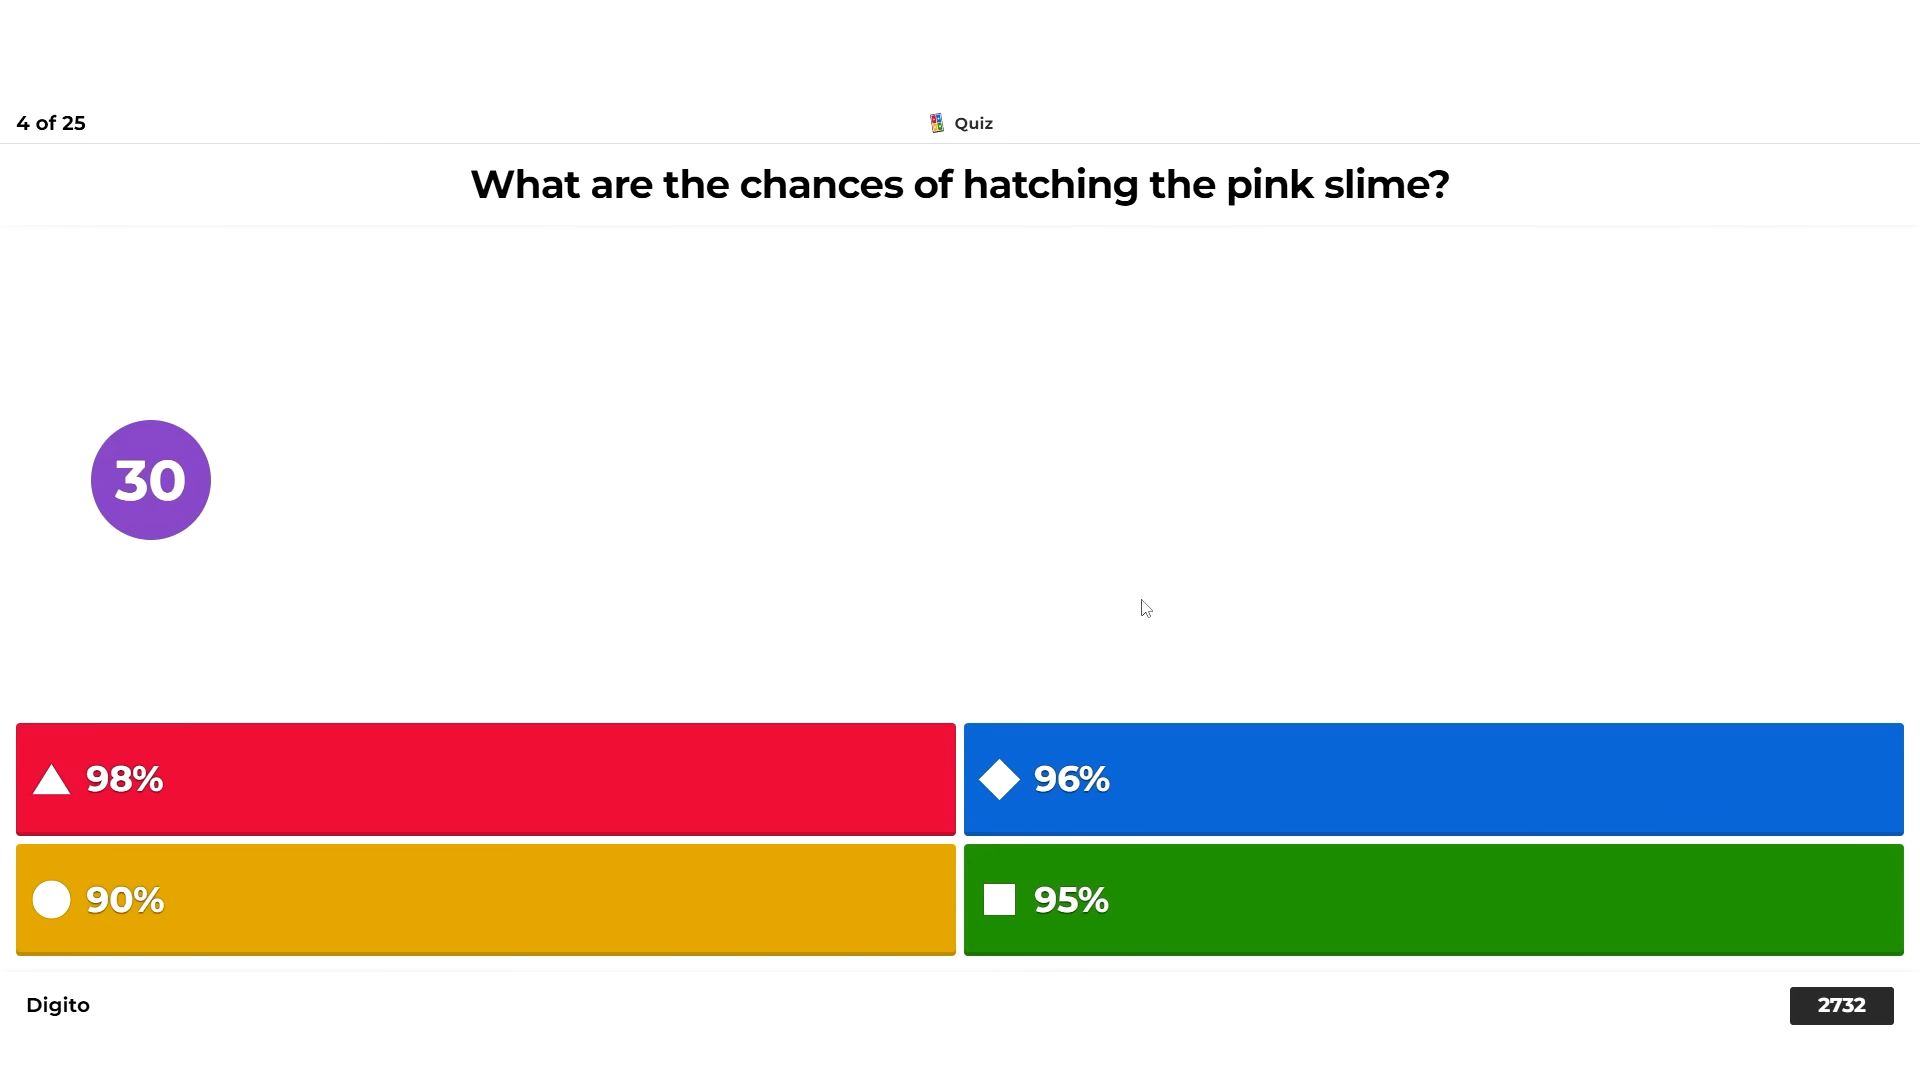 4 of 25
Quiz
What are the chances of hatching the pink slime?
30
98%
96%
90%
95%
Digito
2732